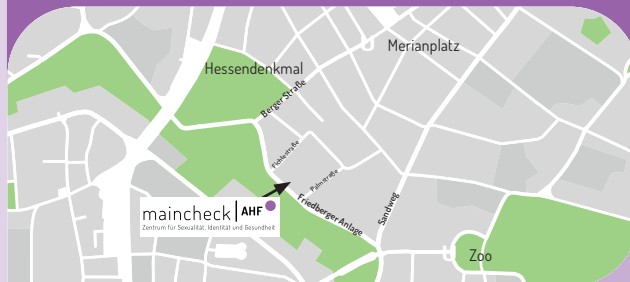 Merianplatz
Hessendenkmal
Berger Straße
Fichtestraße
Palmstraße
maincheck AHF
Zentrum für Sexualität, Identität und Gesundheit
Friedberger Anlage
Sandweg
Zoo